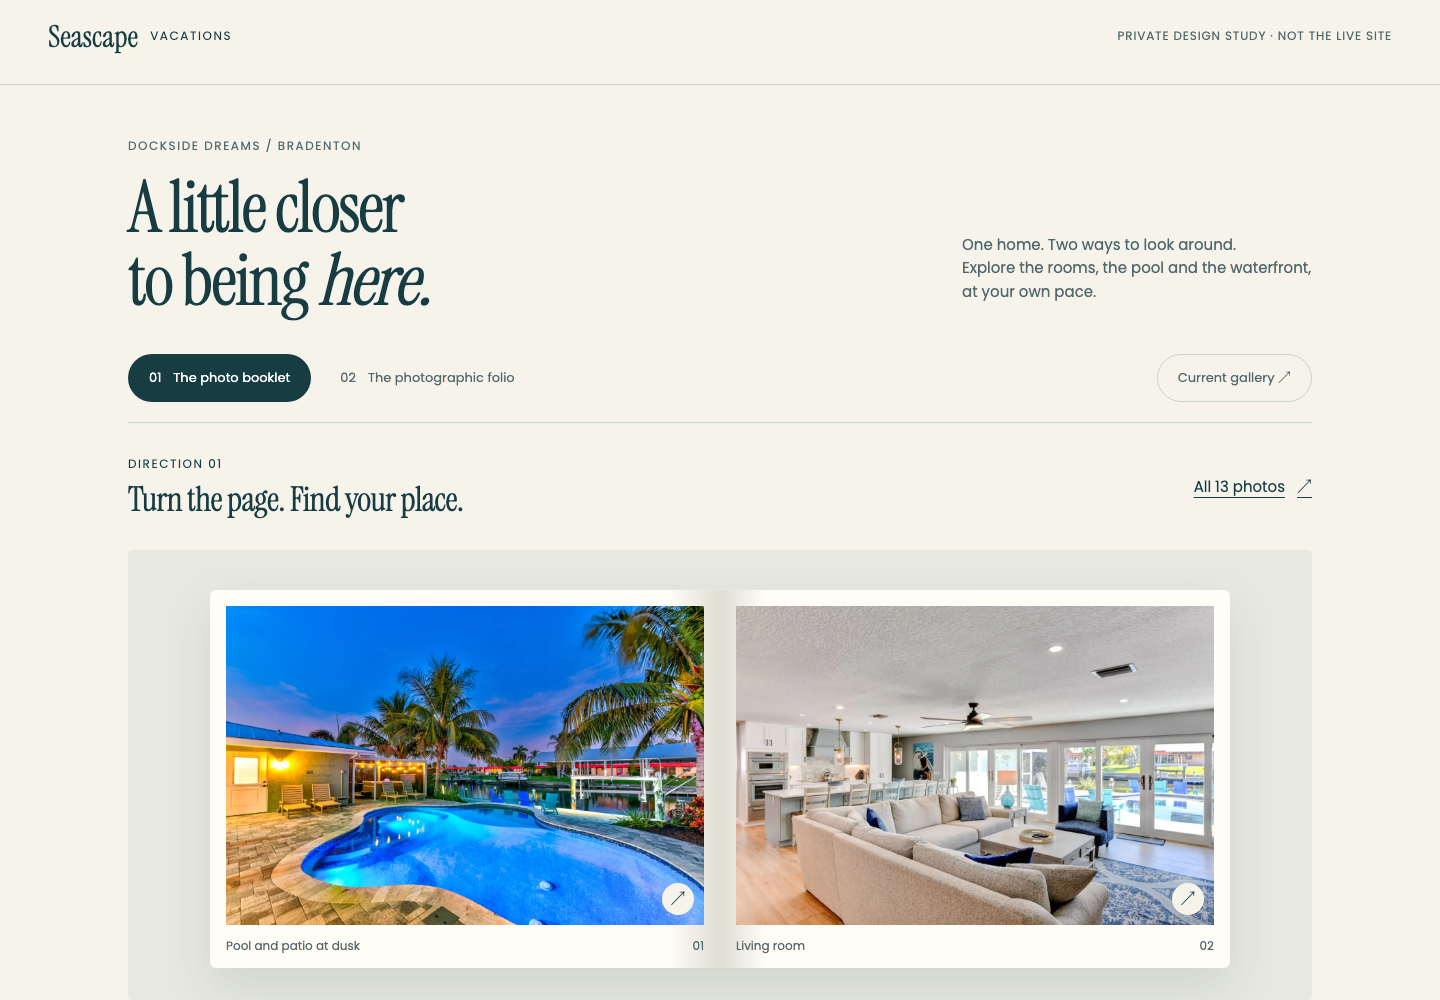 Seascape VACATIONS
PRIVATE DESIGN STUDY · NOT THE LIVE SITE
DOCKSIDE DREAMS / BRADENTON
A little closer
to being here.
One home. Two ways to look around.
Explore the rooms, the pool and the waterfront,
at your own pace.
01 The photo booklet
02 The photographic folio
Current gallery ↗
DIRECTION 01
Turn the page. Find your place.
All 13 photos ↗
Pool and patio at dusk 01
Living room 02